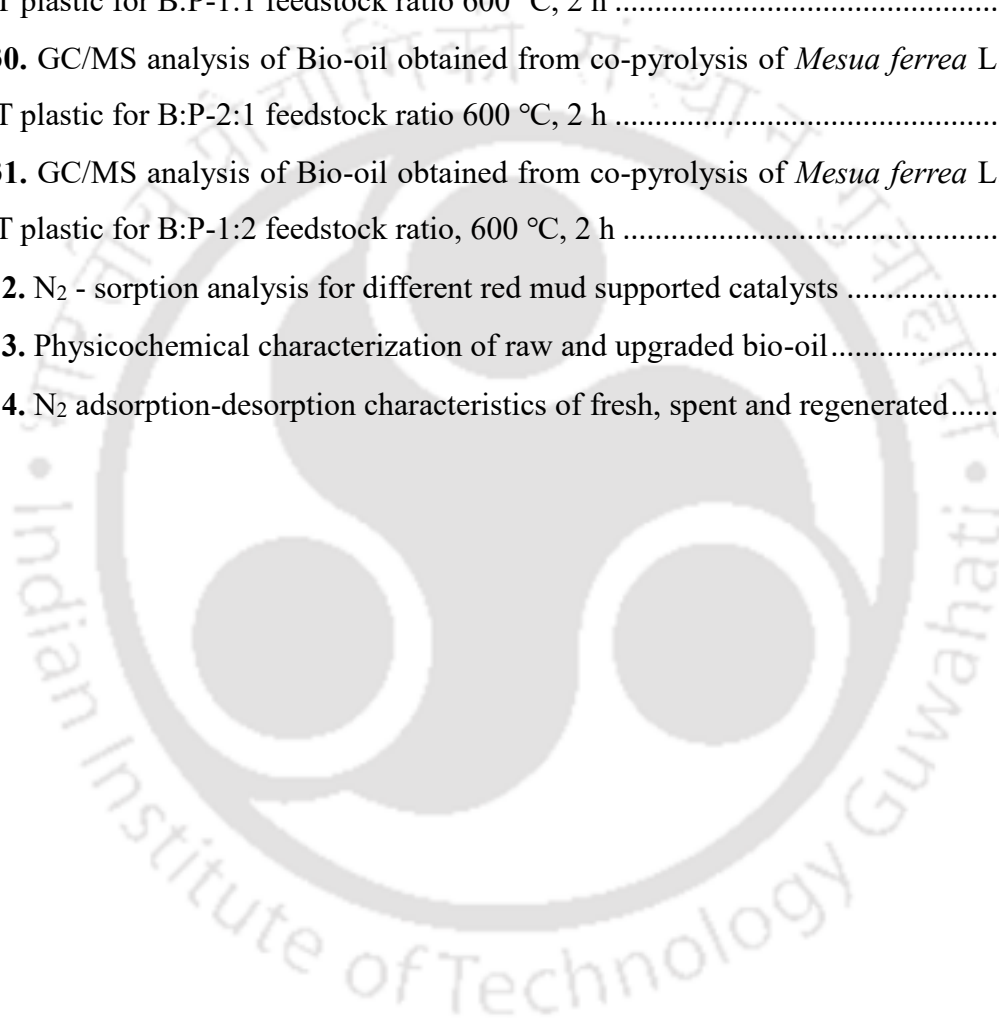 T plastic for B:P-1:1 feedstock ratio 600 °C, 2 h ................................................
0. GC/MS analysis of Bio-oil obtained from co-pyrolysis of Mesua ferrea L
T plastic for B:P-2:1 feedstock ratio 600 °C, 2 h ................................................
1. GC/MS analysis of Bio-oil obtained from co-pyrolysis of Mesua ferrea L
T plastic for B:P-1:2 feedstock ratio, 600 °C, 2 h ...............................................
2. N2 - sorption analysis for different red mud supported catalysts ...................
3. Physicochemical characterization of raw and upgraded bio-oil.....................
4. N2 adsorption-desorption characteristics of fresh, spent and regenerated......
Indian Institute of Technology Guwahati